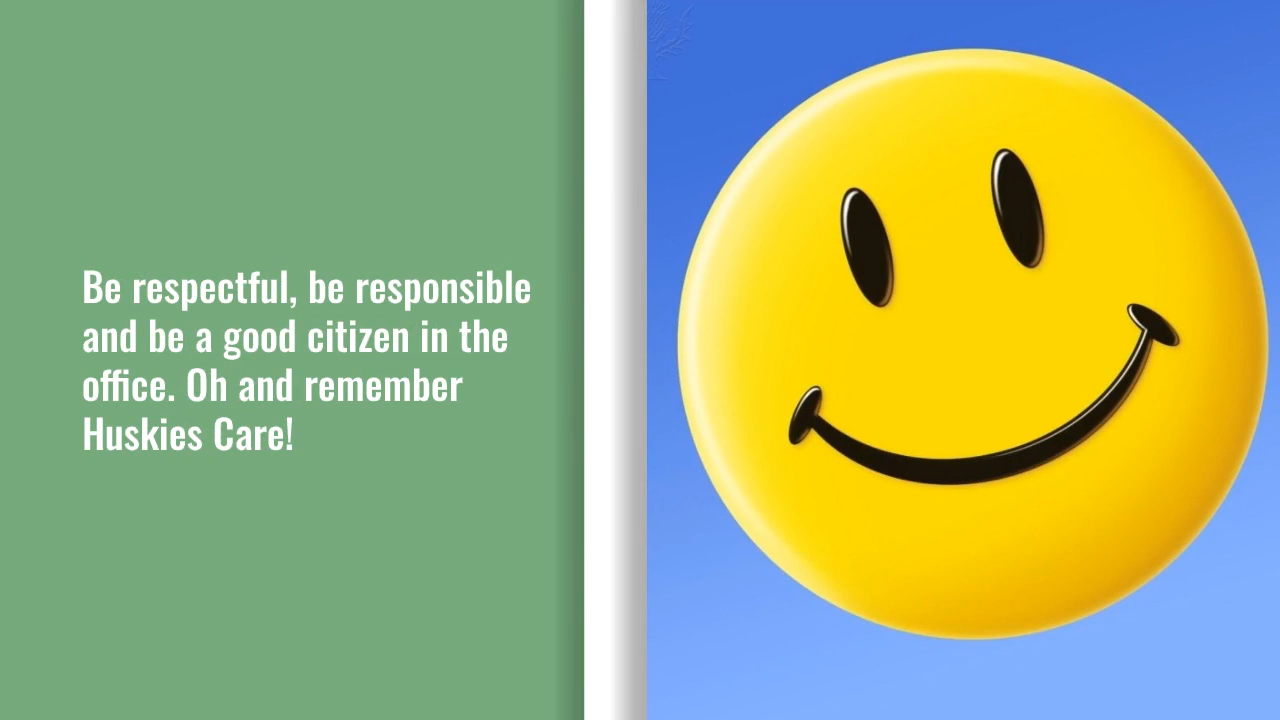 Be respectful, be responsible
and be a good citizen in the
office. Oh and remember
Huskies Care!